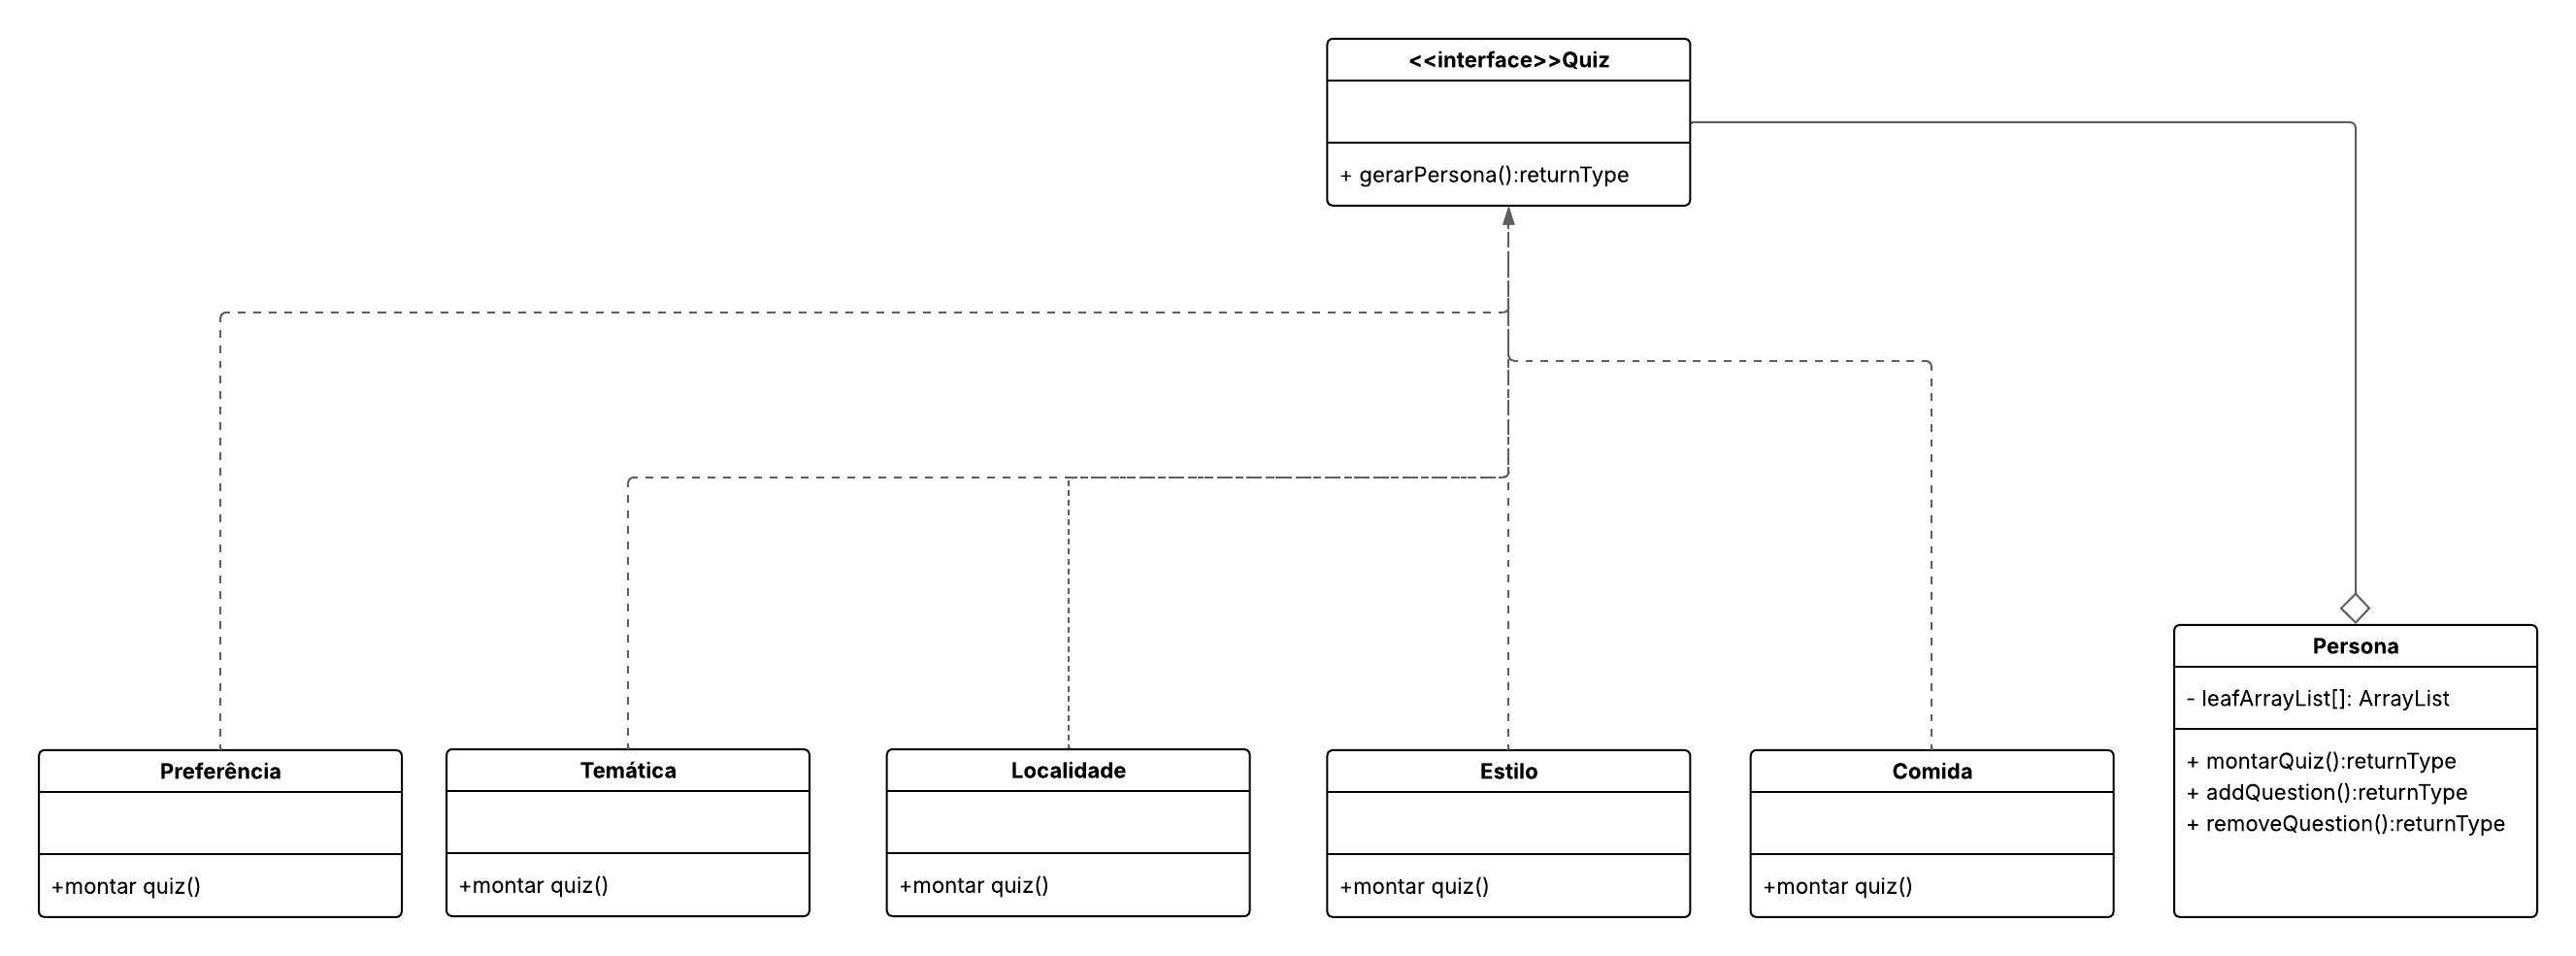 <<interface>>Quiz
+ gerarPersona():returnType
Preferência
+montar quiz()
Temática
+montar quiz()
Localidade
+montar quiz()
Estilo
+montar quiz()
Comida
+montar quiz()
Persona
- leafArrayList[]: ArrayList
+ montarQuiz():returnType
+ addQuestion():returnType
+ removeQuestion():returnType